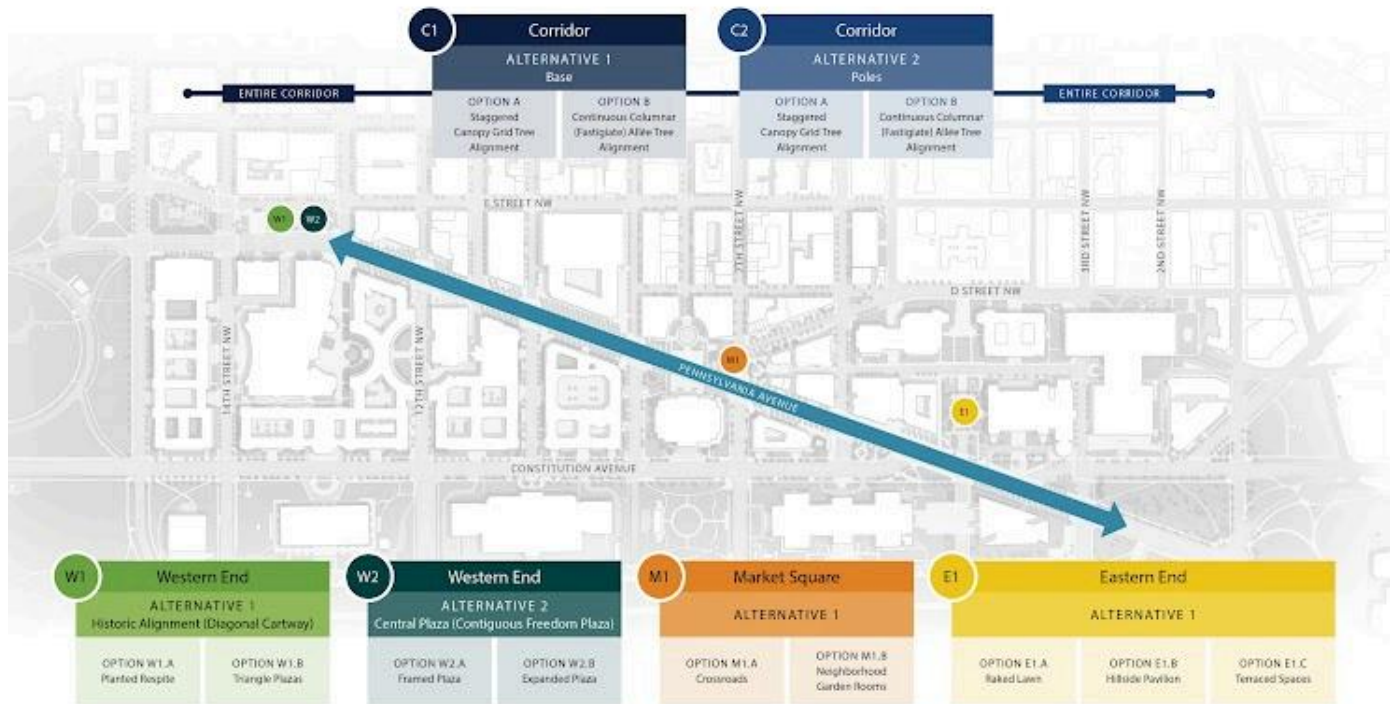 C1
Corridor
ALTERNATIVE 1
Base
OPTION A
Staggered
Canopy Grid Tree
Alignment
OPTION B
Continuous Columnar
(Fastigiate) Allée Tree
Alignment
C2
Corridor
ALTERNATIVE 2
Poles
OPTION A
Staggered
Canopy Grid Tree
Alignment
OPTION B
Continuous Columnar
(Fastigiate) Allée Tree
Alignment
ENTIRE CORRIDOR
ENTIRE CORRIDOR
W1
W2
E STREET NW
7TH STREET NW
3RD STREET NW
2ND STREET NW
D STREET NW
14TH STREET NW
12TH STREET NW
M1
PENNSYLVANIA AVENUE
E1
CONSTITUTION AVENUE
W1
Western End
ALTERNATIVE 1
Historic Alignment (Diagonal Cartway)
OPTION W1.A
Planted Respite
OPTION W1.B
Triangle Plazas
W2
Western End
ALTERNATIVE 2
Central Plaza (Contiguous Freedom Plaza)
OPTION W2.A
Framed Plaza
OPTION W2.B
Expanded Plaza
M1
Market Square
ALTERNATIVE 1
OPTION M1.A
Crossroads
OPTION M1.B
Neighborhood
Garden Rooms
E1
Eastern End
ALTERNATIVE 1
OPTION E1.A
Raked Lawn
OPTION E1.B
Hillside Pavilion
OPTION E1.C
Terraced Spaces